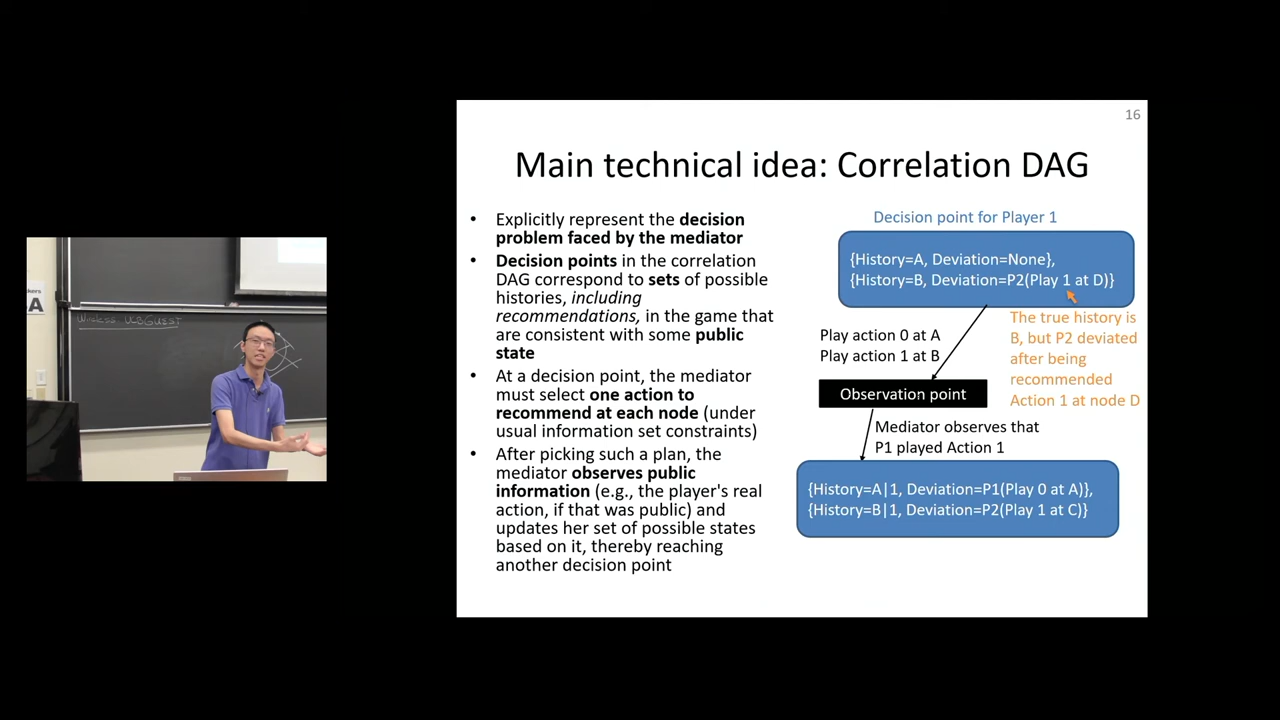 16
Main technical idea: Correlation DAG
• Explicitly represent the decision
problem faced by the mediator
• Decision points in the correlation
DAG correspond to sets of possible
histories, including
recommendations, in the game that
are consistent with some public
state
• At a decision point, the mediator
must select one action to
recommend at each node (under
usual information set constraints)
• After picking such a plan, the
mediator observes public
information (e.g., the player's real
action, if that was public) and
updates her set of possible states
based on it, thereby reaching
another decision point
Decision point for Player 1
{History=A, Deviation=None},
{History=B, Deviation=P2(Play 1 at D)}
The true history is
B, but P2 deviated
after being
recommended
Action 1 at node D
Play action 0 at A
Play action 1 at B
Observation point
Mediator observes that
P1 played Action 1
{History=A|1, Deviation=P1(Play 0 at A)},
{History=B|1, Deviation=P2(Play 1 at C)}
A